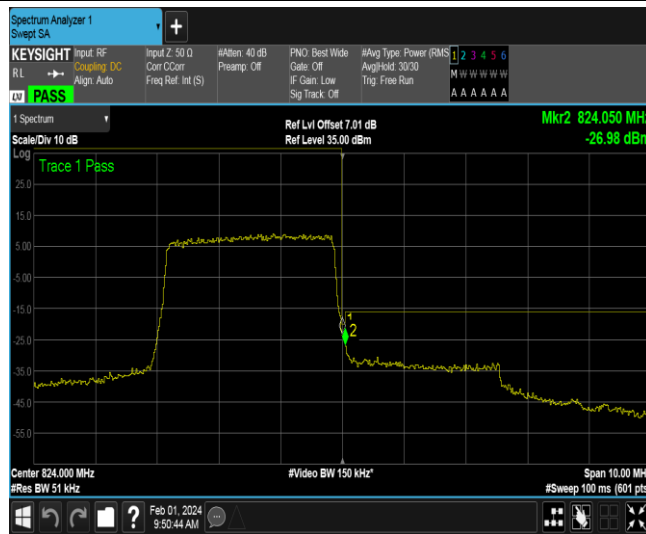 Spectrum Analyzer 1
Swept SA
+
KEYSIGHT
RL
LXI PASS
Input: RF
Coupling: DC
Align: Auto
Input Z: 50 Ω
Corr CCorr
Freq Ref: Int (S)
#Atten: 40 dB
Preamp: Off
PNO: Best Wide
Gate: Off
IF Gain: Low
Sig Track: Off
#Avg Type: Power (RMS
Avg|Hold: 30/30
Trig: Free Run
1 2 3 4 5 6
M W W W W W
A A A A A A
1 Spectrum
Scale/Div 10 dB
Ref Lvl Offset 7.01 dB
Ref Level 35.00 dBm
Mkr2 824.050 MHz
-26.98 dBm
Log
Trace 1 Pass
25.0
15.0
5.00
-5.00
-15.0
-25.0
-35.0
-45.0
-55.0
1
2
Center 824.000 MHz
#Res BW 51 kHz
#Video BW 150 kHz*
Span 10.00 MH
#Sweep 100 ms (601 pts
?
Feb 01, 2024
9:50:44 AM